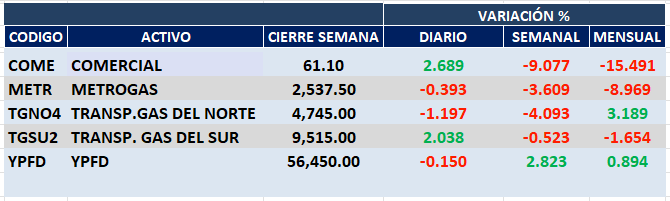 VARIACIÓN %
CODIGO ACTIVO CIERRE SEMANA DIARIO SEMANAL MENSUAL
COME COMERCIAL 61.10 2.689 -9.077 -15.491
METR METROGAS 2,537.50 -0.393 -3.609 -8.969
TGNO4 TRANSP.GAS DEL NORTE 4,745.00 -1.197 -4.093 3.189
TGSU2 TRANSP. GAS DEL SUR 9,515.00 2.038 -0.523 -1.654
YPFD YPFD 56,450.00 -0.150 2.823 0.894